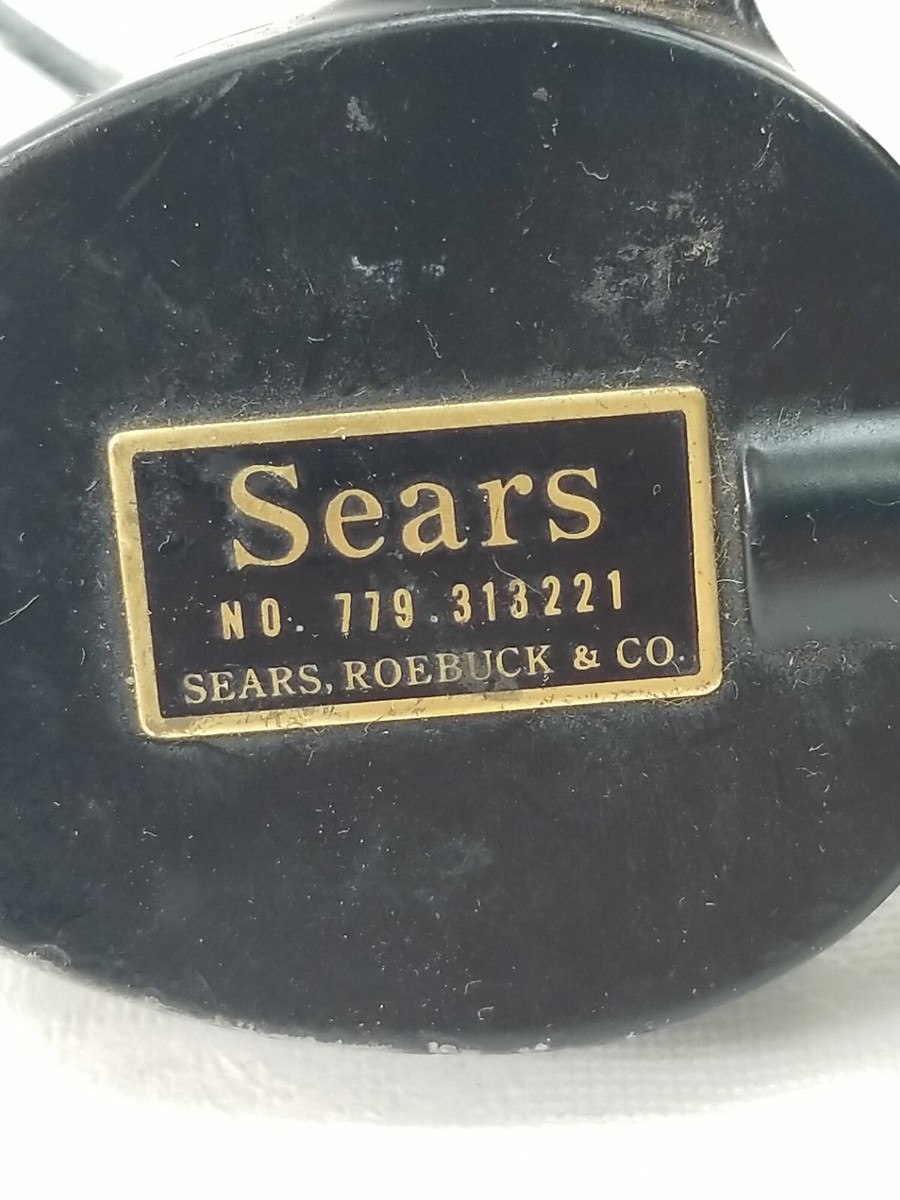 Sears
NO. 779.313221
SEARS, ROEBUCK & CO.